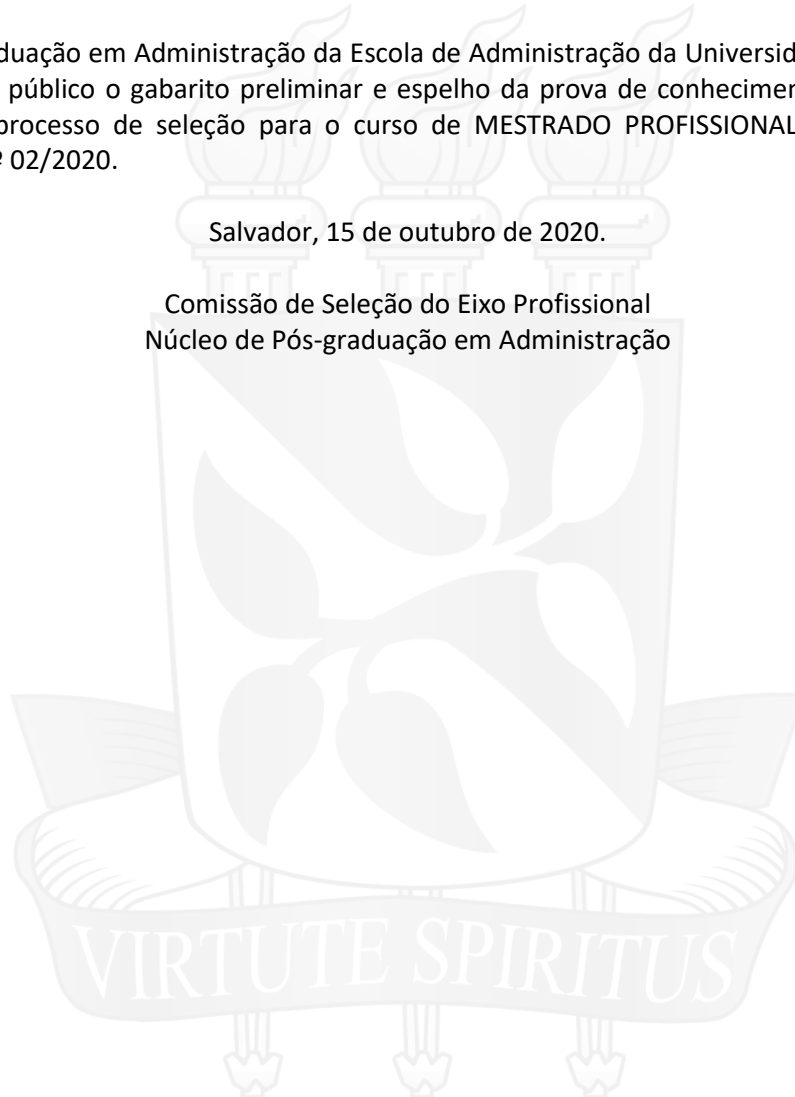 duação em Administração da Escola de Administração da Universid
público o gabarito preliminar e espelho da prova de conhecimen
processo de seleção para o curso de MESTRADO PROFISSIONAL
º 02/2020.
Salvador, 15 de outubro de 2020.
Comissão de Seleção do Eixo Profissional
Núcleo de Pós-graduação em Administração
VIRTUTE SPIRITUS